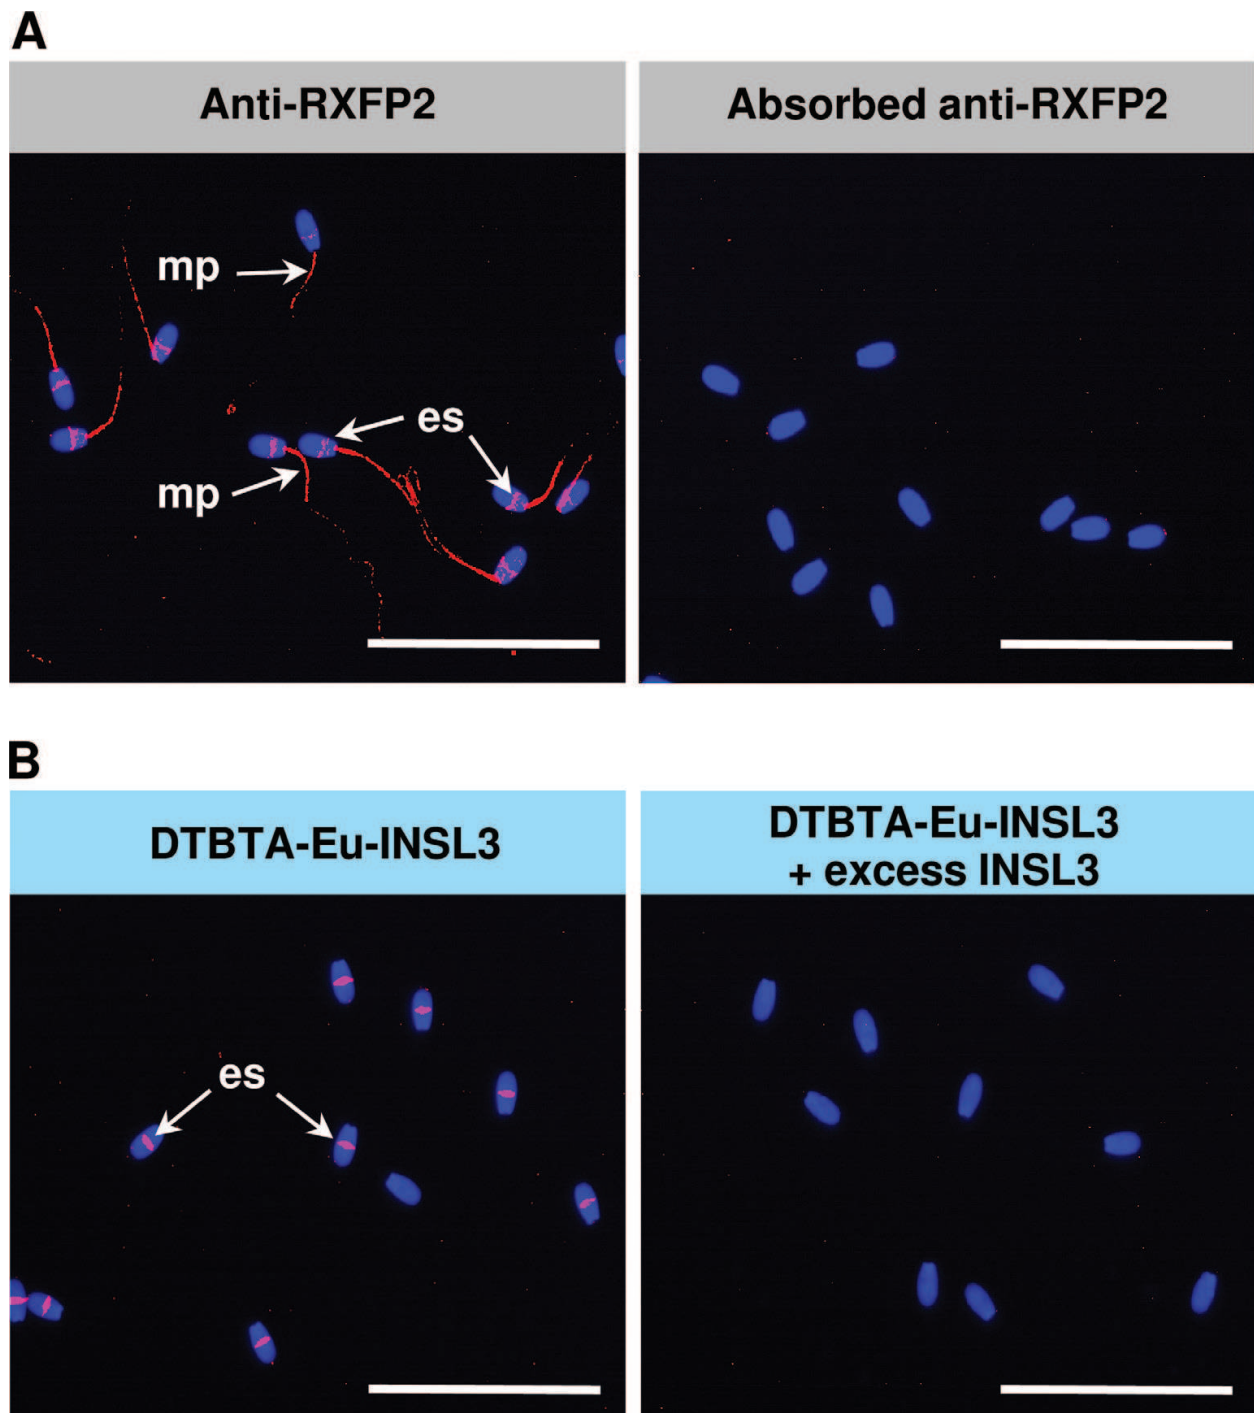 A
Anti-RXFP2
Absorbed anti-RXFP2
mp
es
mp
B
DTBTA-Eu-INSL3
DTBTA-Eu-INSL3
+ excess INSL3
es